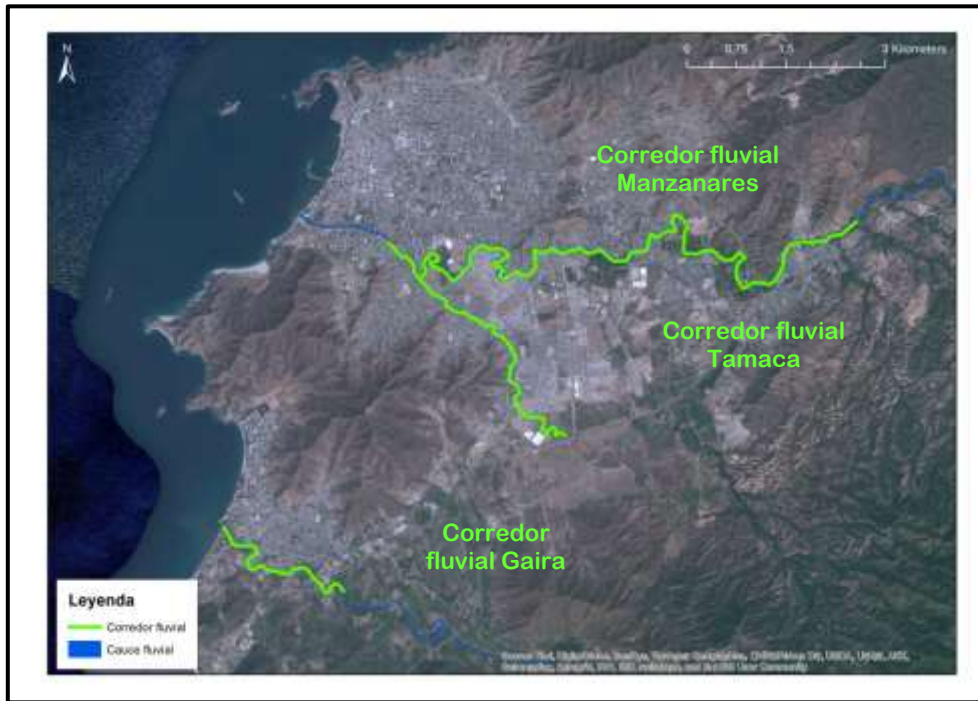 N
0 0,75 1,5 3 Kilometers
Corredor fluvial
Manzanares
Corredor fluvial
Tamaca
Corredor
fluvial Gaira
Leyenda
Corredor fluvial
Cauce fluvial